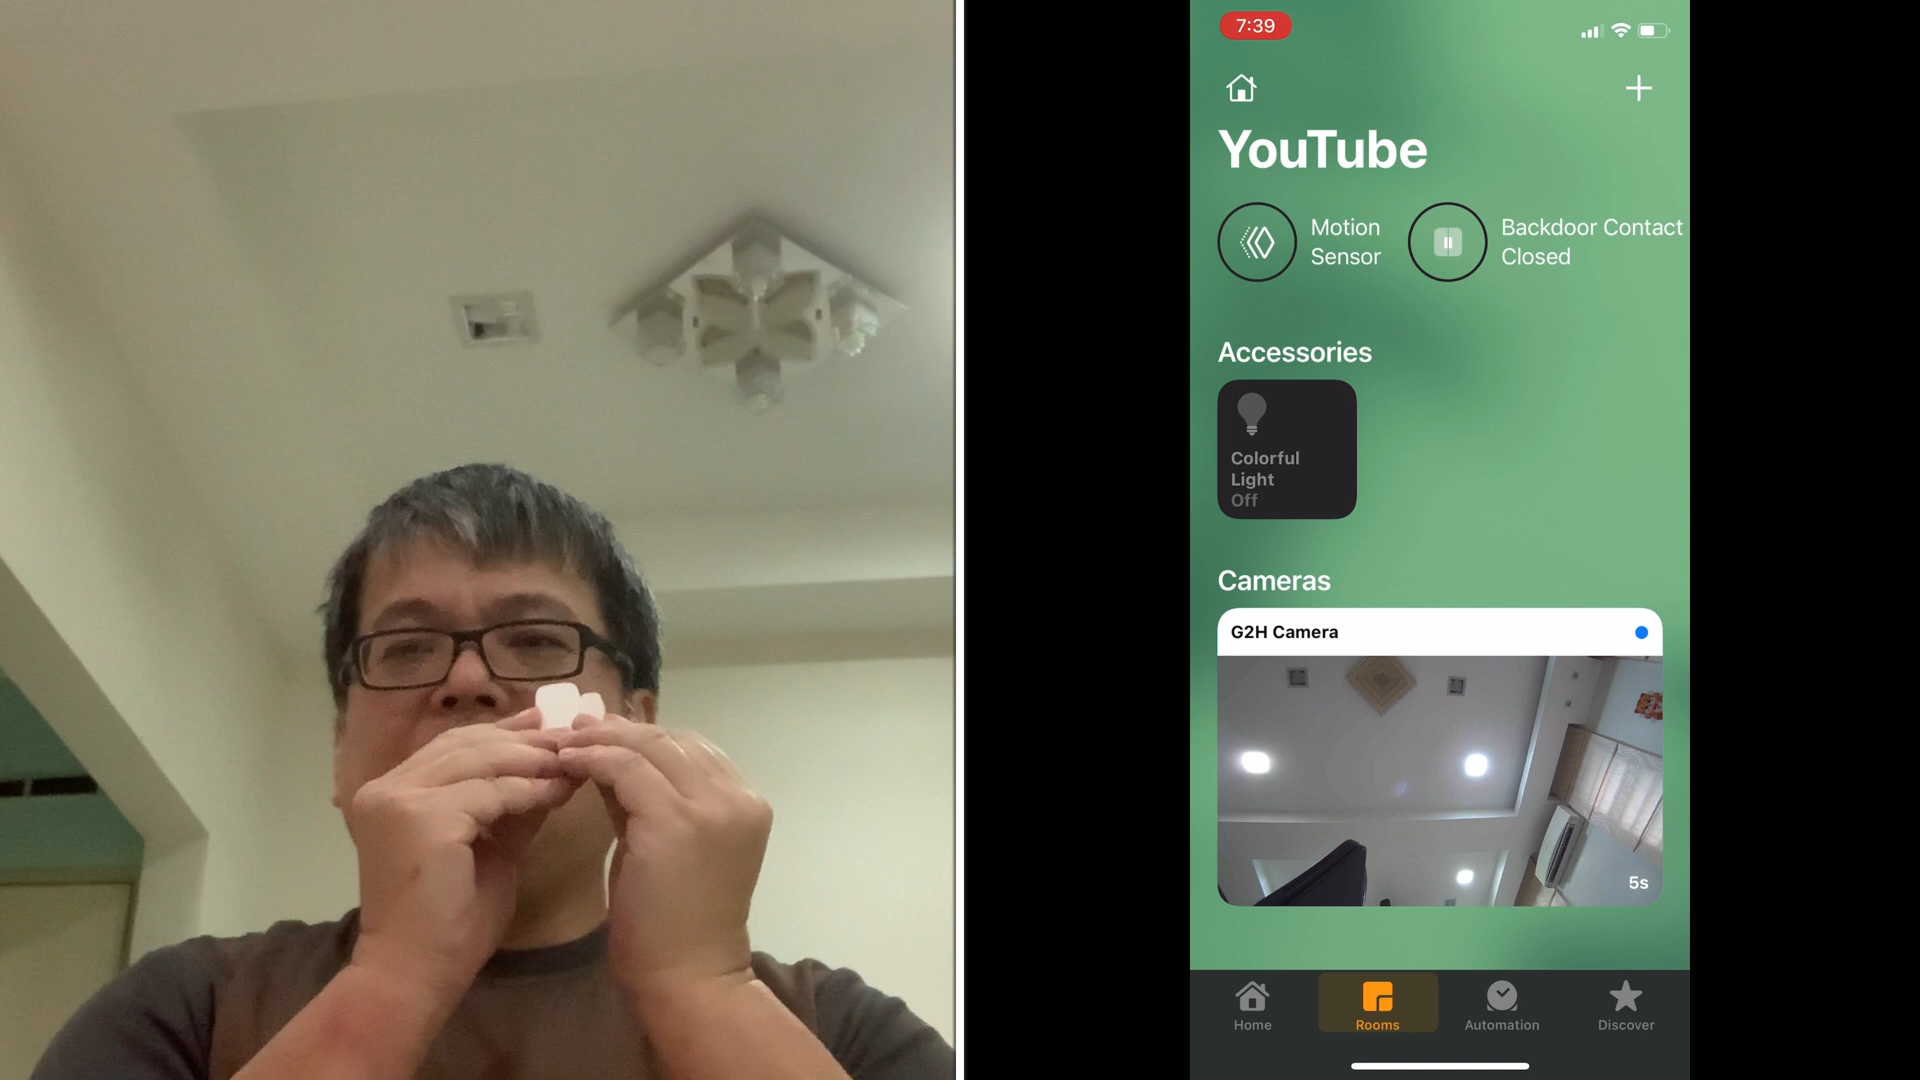 7:39
YouTube
Motion
Sensor
Backdoor Contact
Closed
Accessories
Colorful
Light
Off
Cameras
G2H Camera
5s
Home
Rooms
Automation
Discover